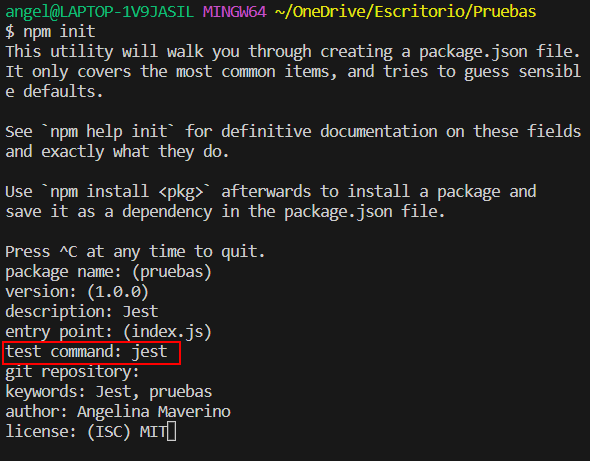 angel@LAPTOP-1V9JASIL MINGW64 ~/OneDrive/Escritorio/Pruebas
$ npm init
This utility will walk you through creating a package.json file.
It only covers the most common items, and tries to guess sensibl
e defaults.
See `npm help init` for definitive documentation on these fields
and exactly what they do.
Use `npm install <pkg>` afterwards to install a package and
save it as a dependency in the package.json file.
Press ^C at any time to quit.
package name: (pruebas)
version: (1.0.0)
description: Jest
entry point: (index.js)
test command: jest
git repository:
keywords: Jest, pruebas
author: Angelina Maverino
license: (ISC) MIT